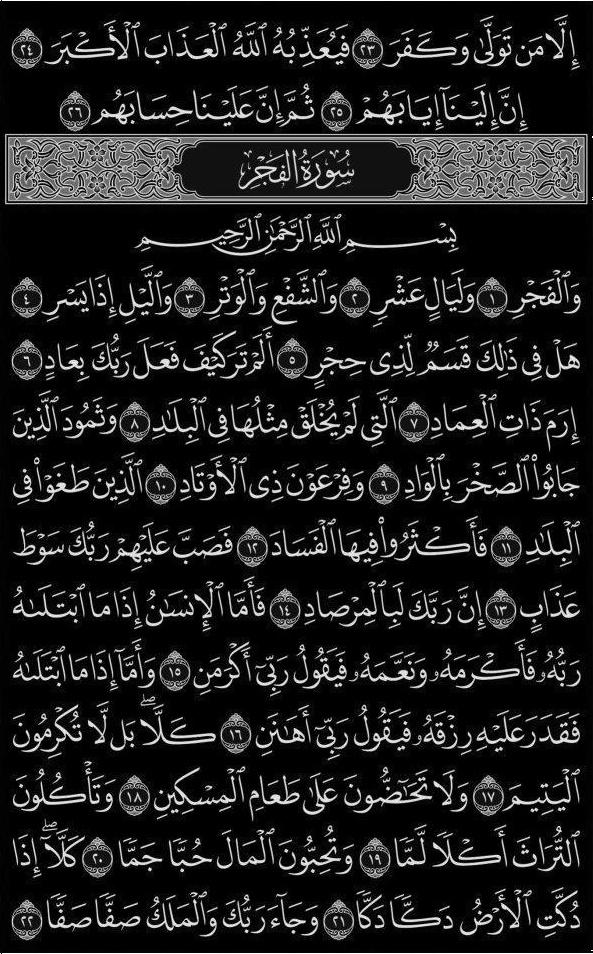 إِلَّا مَن تَوَلَّىٰ وَكَفَرَ ٢٣ فَيُعَذِّبُهُ ٱللَّهُ ٱلْعَذَابَ ٱلْأَكْبَرَ ٢٤
إِنَّ إِلَيْنَآ إِيَابَهُمْ ٢٥ ثُمَّ إِنَّ عَلَيْنَا حِسَابَهُم ٢٦
سُورَةُ الفَجْرِ
بِسْمِ ٱللَّهِ ٱلرَّحْمَٰنِ ٱلرَّحِيمِ
وَٱلْفَجْرِ ١ وَلَيَالٍ عَشْرٍ ٢ وَٱلشَّفْعِ وَٱلْوَتْرِ ٣ وَٱلَّيْلِ إِذَا يَسْرِ ٤
هَلْ فِى ذَٰلِكَ قَسَمٌ لِّذِى حِجْرٍ ٥ أَلَمْ تَرَ كَيْفَ فَعَلَ رَبُّكَ بِعَادٍ ٦
إِرَمَ ذَاتِ ٱلْعِمَادِ ٧ ٱلَّتِى لَمْ يُخْلَقْ مِثْلُهَا فِى ٱلْبِلَٰدِ ٨ وَثَمُودَ ٱلَّذِينَ
جَابُوا۟ ٱلصَّخْرَ بِٱلْوَادِ ٩ وَفِرْعَوْنَ ذِى ٱلْأَوْتَادِ ١٠ ٱلَّذِينَ طَغَوْا۟ فِى
ٱلْبِلَٰدِ ١١ فَأَكْثَرُوا۟ فِيهَا ٱلْفَسَادَ ١٢ فَصَبَّ عَلَيْهِمْ رَبُّكَ سَوْطَ
عَذَابٍ ١٣ إِنَّ رَبَّكَ لَبِٱلْمِرْصَادِ ١٤ فَأَمَّا ٱلْإِنسَٰنُ إِذَا مَا ٱبْتَلَىٰهُ
رَبُّهُۥ فَأَكْرَمَهُۥ وَنَعَّمَهُۥ فَيَقُولُ رَبِّىٓ أَكْرَمَنِ ١٥ وَأَمَّآ إِذَا مَا ٱبْتَلَىٰهُ
فَقَدَرَ عَلَيْهِ رِزْقَهُۥ فَيَقُولُ رَبِّىٓ أَهَٰنَنِ ١٦ كَلَّا ۖ بَل لَّا تُكْرِمُونَ
ٱلْيَتِيمَ ١٧ وَلَا تَحَٰٓضُّونَ عَلَىٰ طَعَامِ ٱلْمِسْكِينِ ١٨ وَتَأْكُلُونَ
ٱلتُّرَاثَ أَكْلًا لَّمًّا ١٩ وَتُحِبُّونَ ٱلْمَالَ حُبًّا جَمًّا ٢٠ كَلَّآ ۖ إِذَا
دُكَّتِ ٱلْأَرْضُ دَكًّا دَكًّا ٢١ وَجَآءَ رَبُّكَ وَٱلْمَلَكُ صَفًّا صَفًّا ٢٢